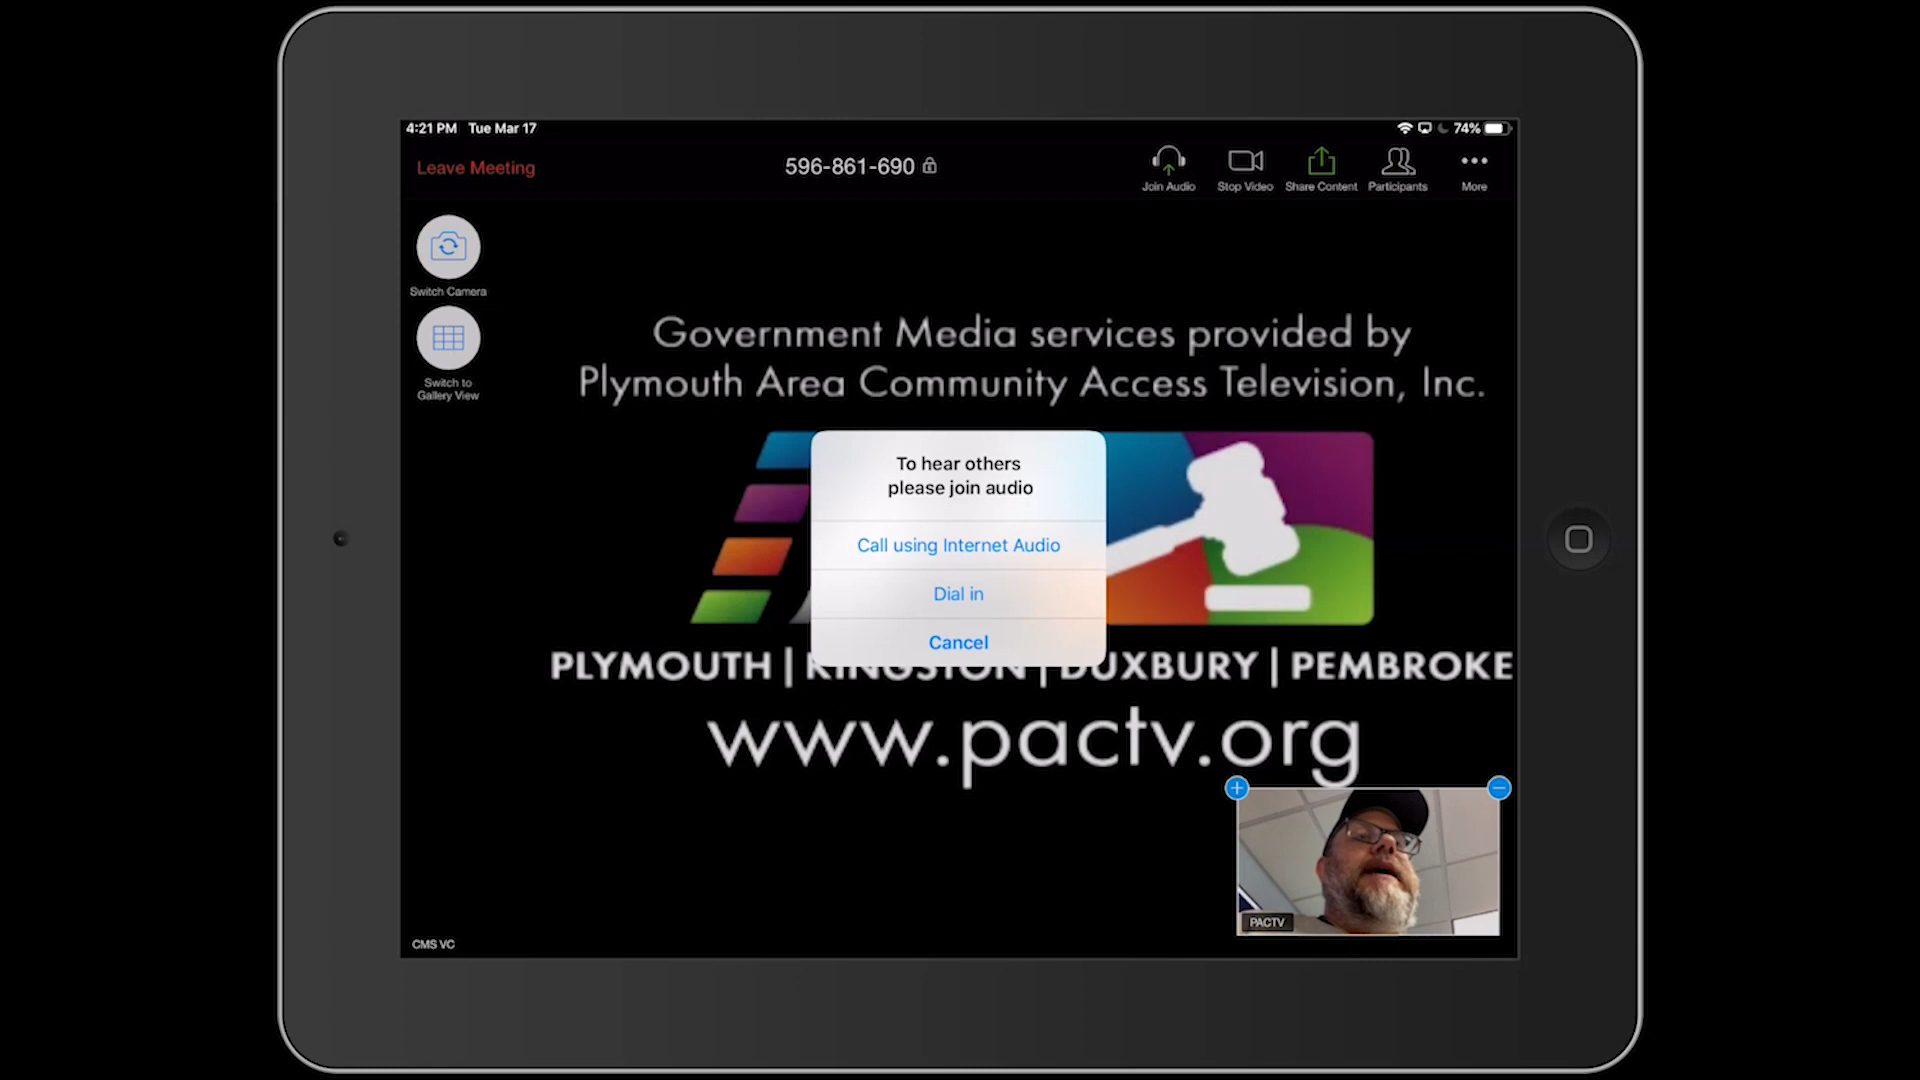 4:21 PM Tue Mar 17
74%
Leave Meeting
596-861-690
Join Audio
Stop Video
Share Content
Participants
More
Switch Camera
Switch to
Gallery View
Government Media services provided by
Plymouth Area Community Access Television, Inc.
To hear others
please join audio
Call using Internet Audio
Dial in
Cancel
PLYMOUTH | KINGSTON | DUXBURY | PEMBROKE
www.pactv.org
PACTV
CMS VC